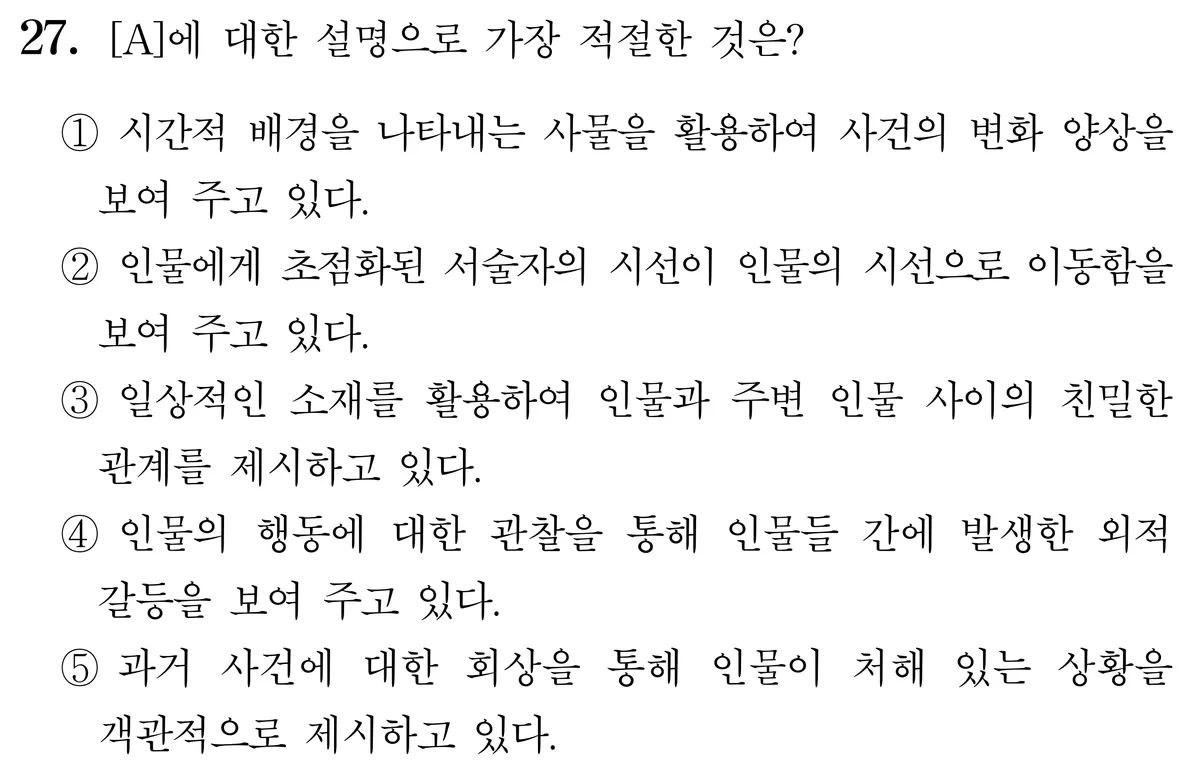 27. [A]에 대한 설명으로 가장 적절한 것은?
① 시간적 배경을 나타내는 사물을 활용하여 사건의 변화 양상을
보여 주고 있다.
② 인물에게 초점화된 서술자의 시선이 인물의 시선으로 이동함을
보여 주고 있다.
③ 일상적인 소재를 활용하여 인물과 주변 인물 사이의 친밀한
관계를 제시하고 있다.
④ 인물의 행동에 대한 관찰을 통해 인물들 간에 발생한 외적
갈등을 보여 주고 있다.
⑤ 과거 사건에 대한 회상을 통해 인물이 처해 있는 상황을
객관적으로 제시하고 있다.